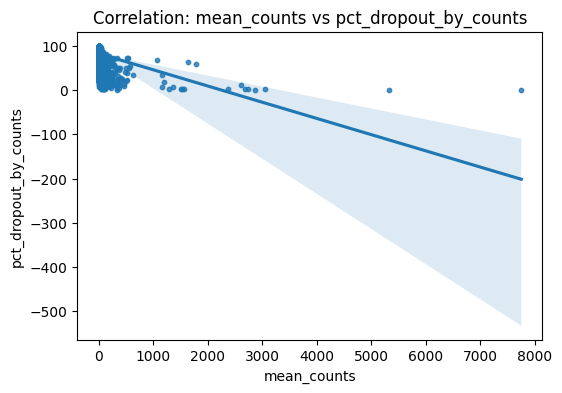 Correlation: mean_counts vs pct_dropout_by_counts
100
0
−100
−200
−300
−400
−500
pct_dropout_by_counts
0 1000 2000 3000 4000 5000 6000 7000 8000
mean_counts